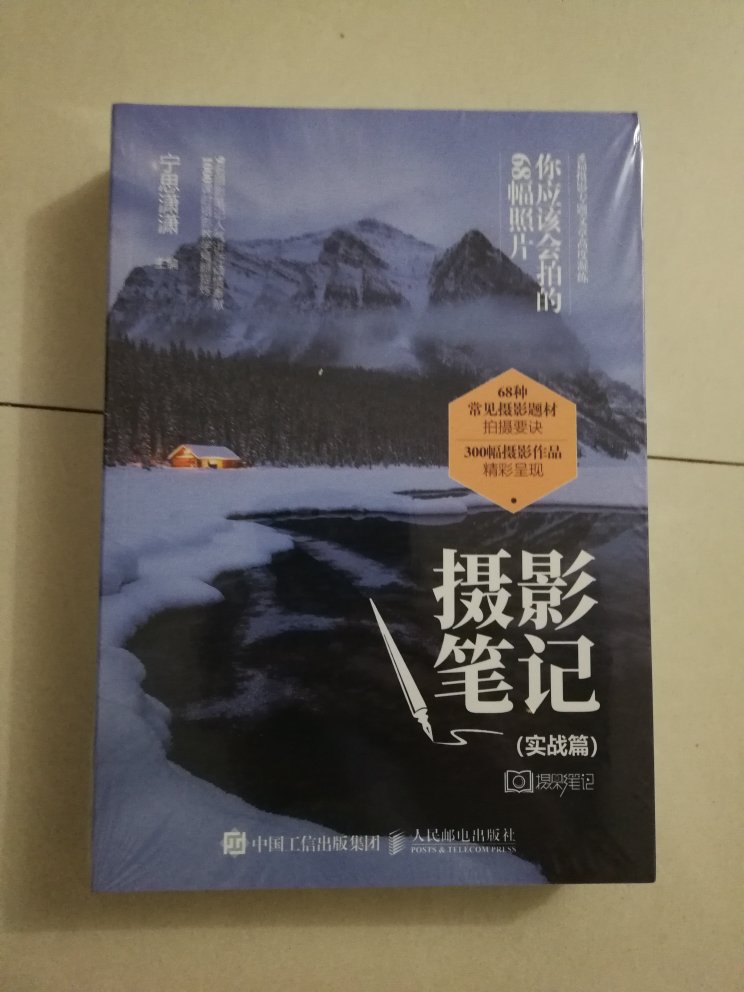 你应该会拍的
68幅照片
宁思潇潇 主编
68种
常见摄影题材
拍摄要诀
300幅摄影作品
精彩呈现
摄影
笔记
(实战篇)
摄影笔记
中国工信出版集团
人民邮电出版社
POSTS & TELECOM PRESS